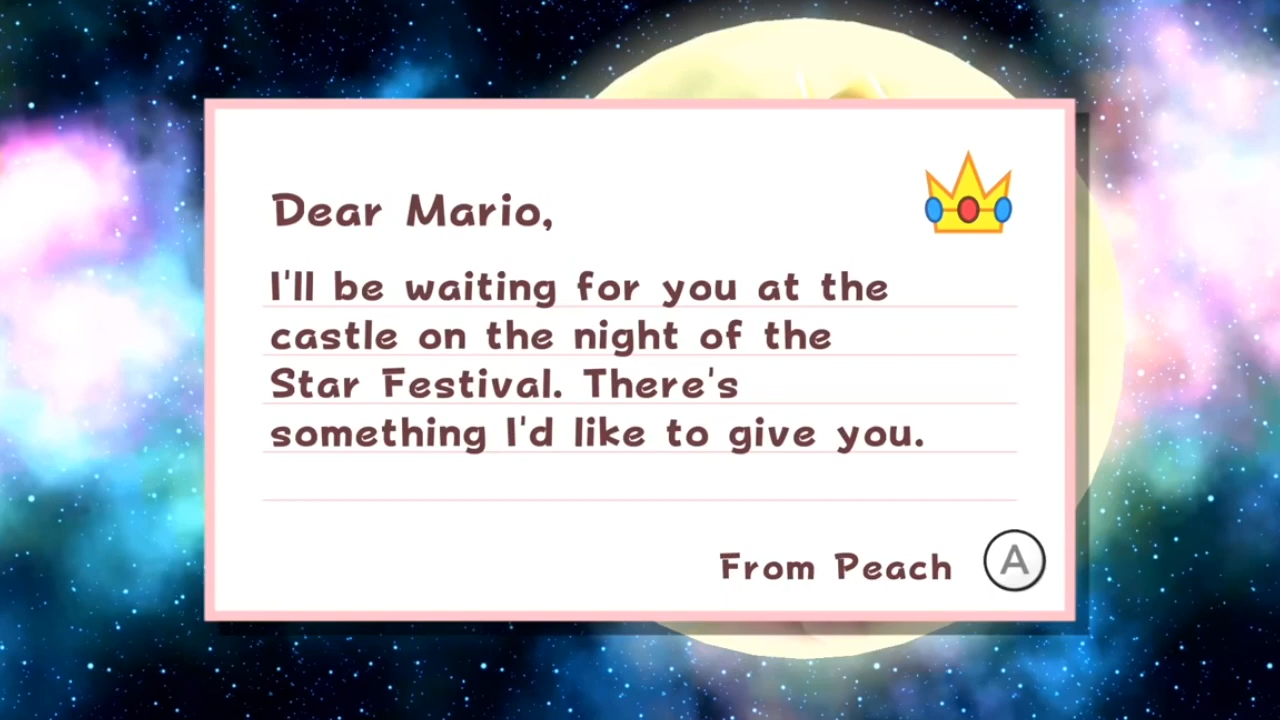 Dear Mario,
I'll be waiting for you at the
castle on the night of the
Star Festival. There's
something I'd like to give you.
From Peach
A